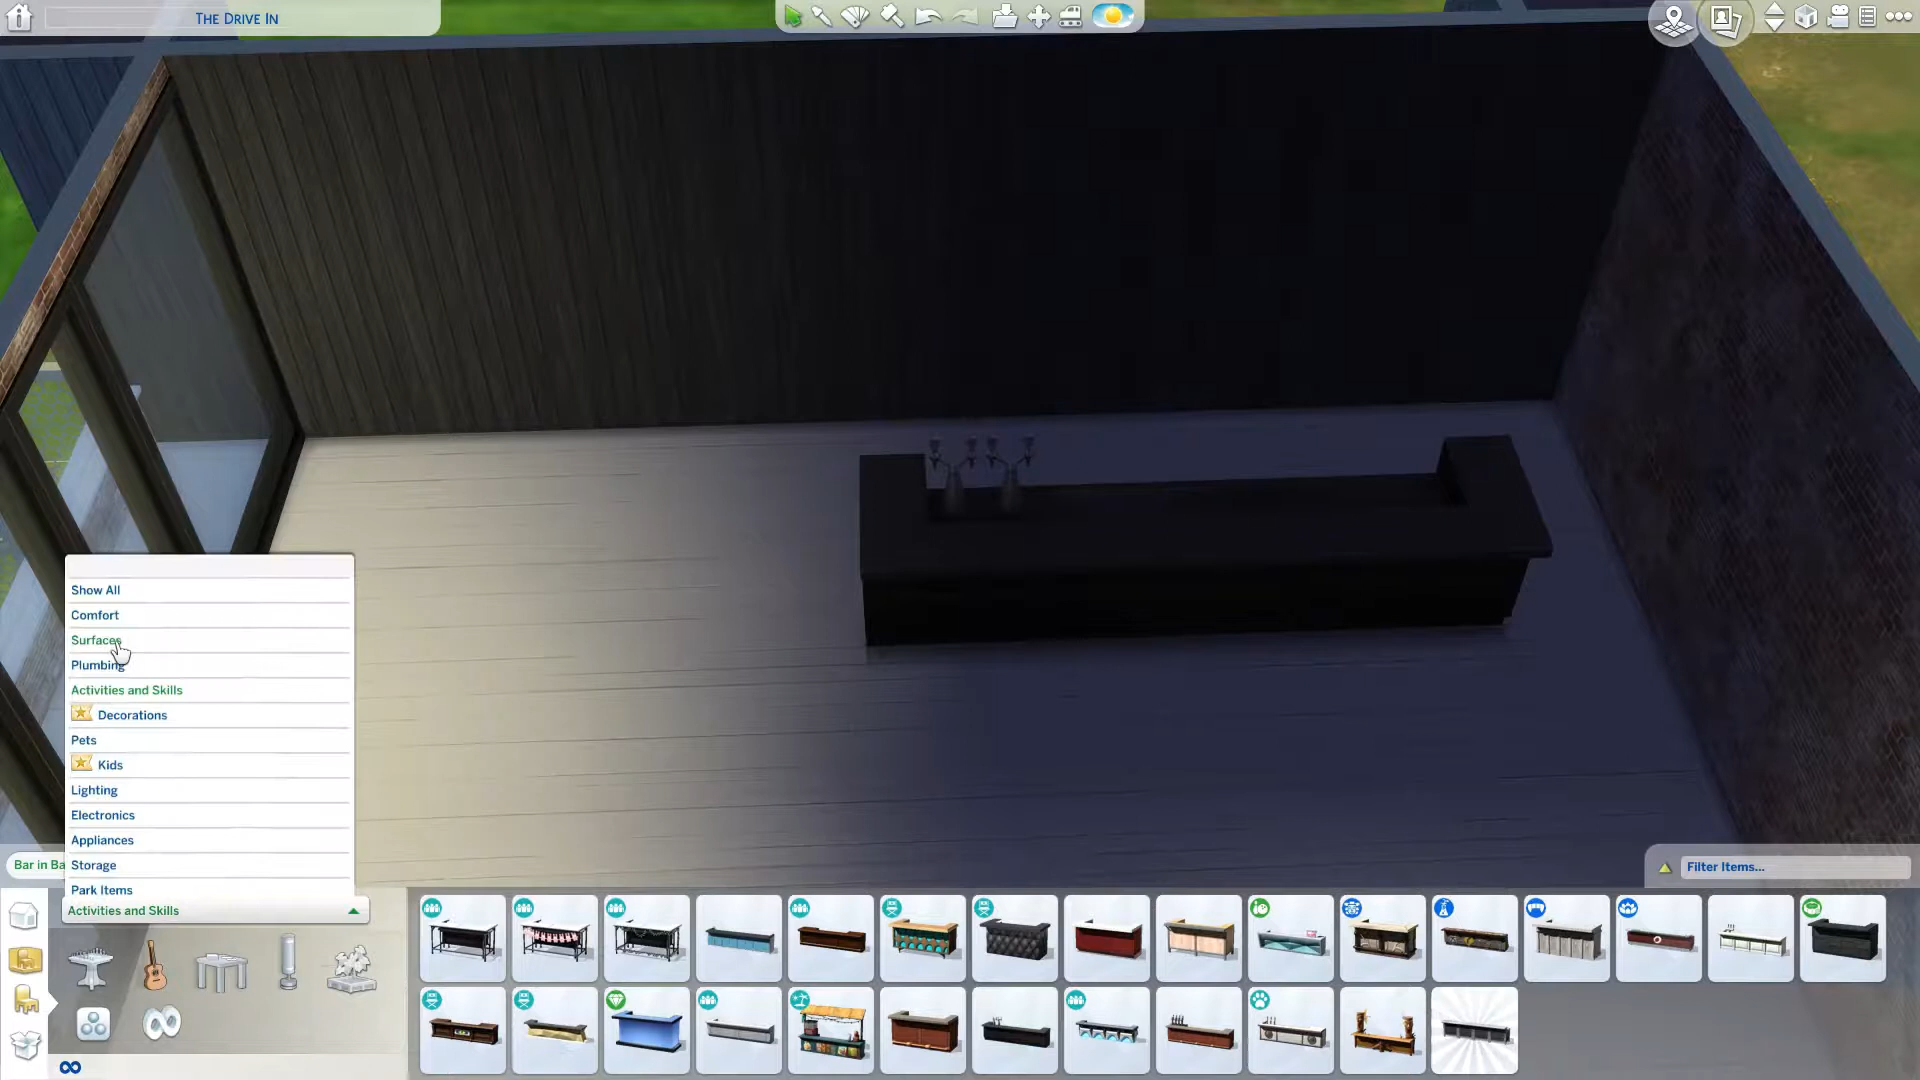 THE DRIVE IN
Show All
Comfort
Surfaces
Plumbing
Activities and Skills
Decorations
Pets
Kids
Lighting
Electronics
Appliances
Bar in Ba
Storage
Filter Items...
Park Items
Activities and Skills